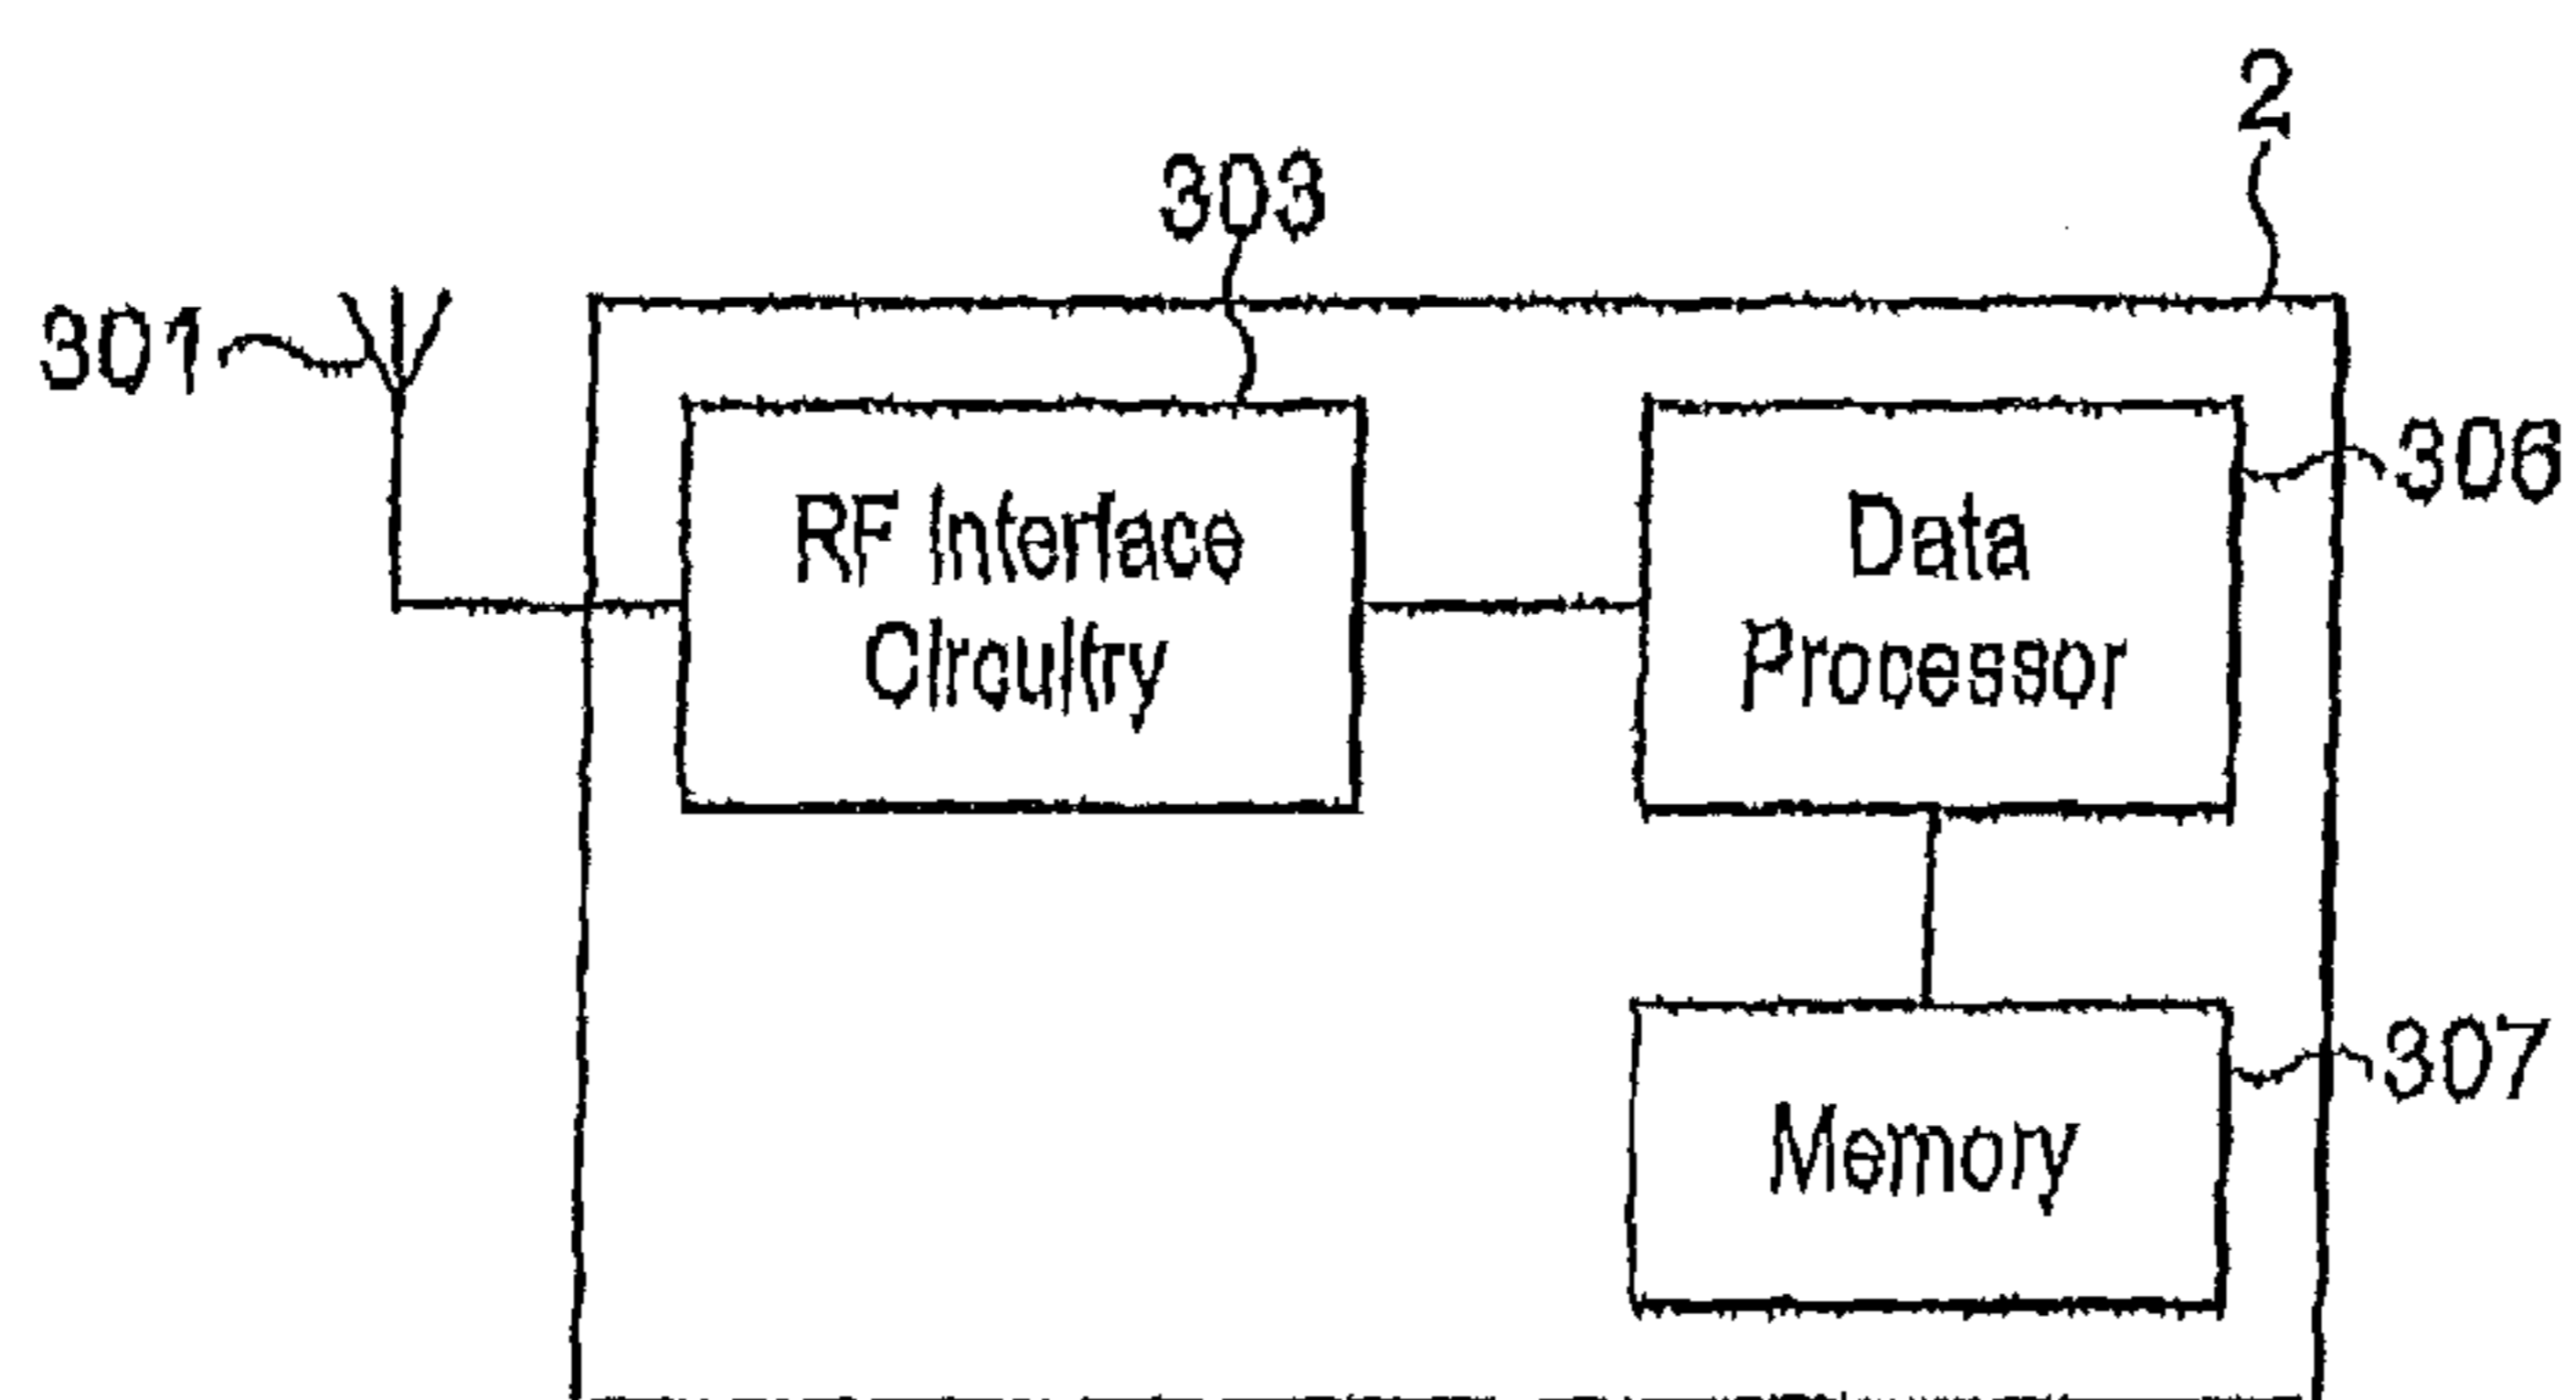 2
303
301
306
RF Interface
Circuitry
Data
Processor
307
Memory